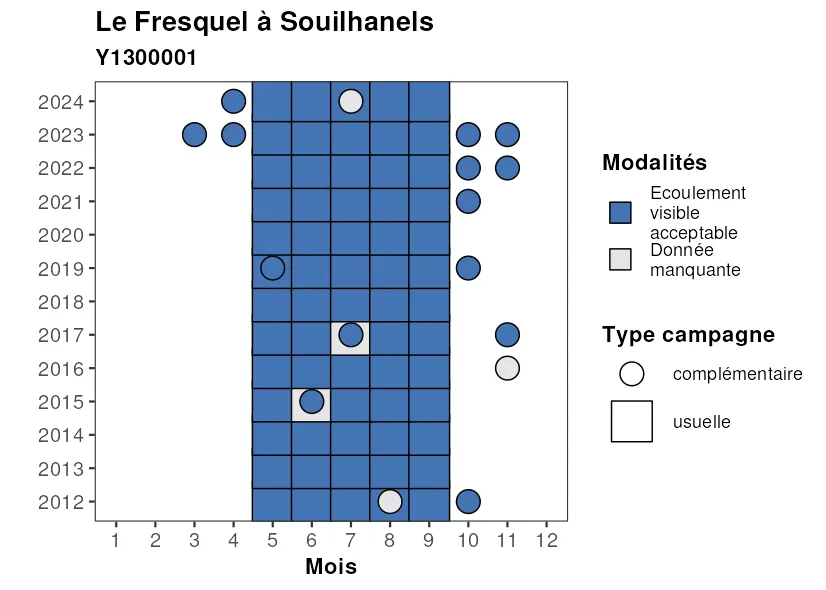 Le Fresquel à Souilhanels
Y1300001
2024
2023
2022
2021
2020
2019
2018
2017
2016
2015
2014
2013
2012
1 2 3 4 5 6 7 8 9 10 11 12
Mois
Modalités
Ecoulement
visible
acceptable
Donnée
manquante
Type campagne
complémentaire
usuelle